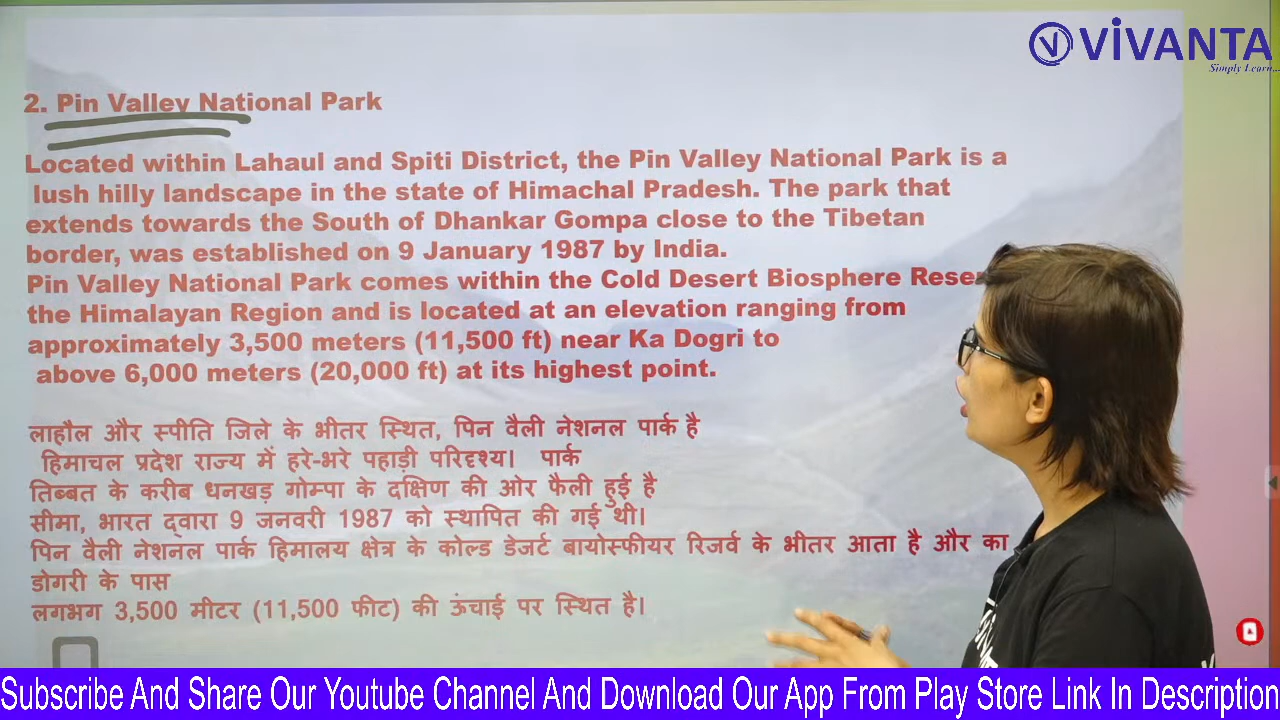 VIVANTA
Simply Learn...
2. Pin Valley National Park
Located within Lahaul and Spiti District, the Pin Valley National Park is a
lush hilly landscape in the state of Himachal Pradesh. The park that
extends towards the South of Dhankar Gompa close to the Tibetan
border, was established on 9 January 1987 by India.
Pin Valley National Park comes within the Cold Desert Biosphere
the Himalayan Region and is located at an elevation ranging from
approximately 3,500 meters (11,500 ft) near Ka Dogri to
above 6,000 meters (20,000 ft) at its highest point.
लाहौल और स्पीति जिले के भीतर स्थित, पिन वैली नेशनल पार्क है
हिमाचल प्रदेश राज्य में हरे-भरे पहाड़ी परिदृश्य। पार्क
तिब्बत के करीब धनखड़ गोम्पा के दक्षिण की ओर फैली हुई है
सीमा, भारत द्वारा 9 जनवरी 1987 को स्थापित की गई थी।
पिन वैली नेशनल पार्क हिमालय क्षेत्र के कोल्ड डेजर्ट बायोस्फीयर रिजर्व के भीतर आता है और का
डोगरी के पास
लगभग 3,500 मीटर (11,500 फीट) की ऊंचाई पर स्थित है।
Subscribe And Share Our Youtube Channel And Download Our App From Play Store Link In Description